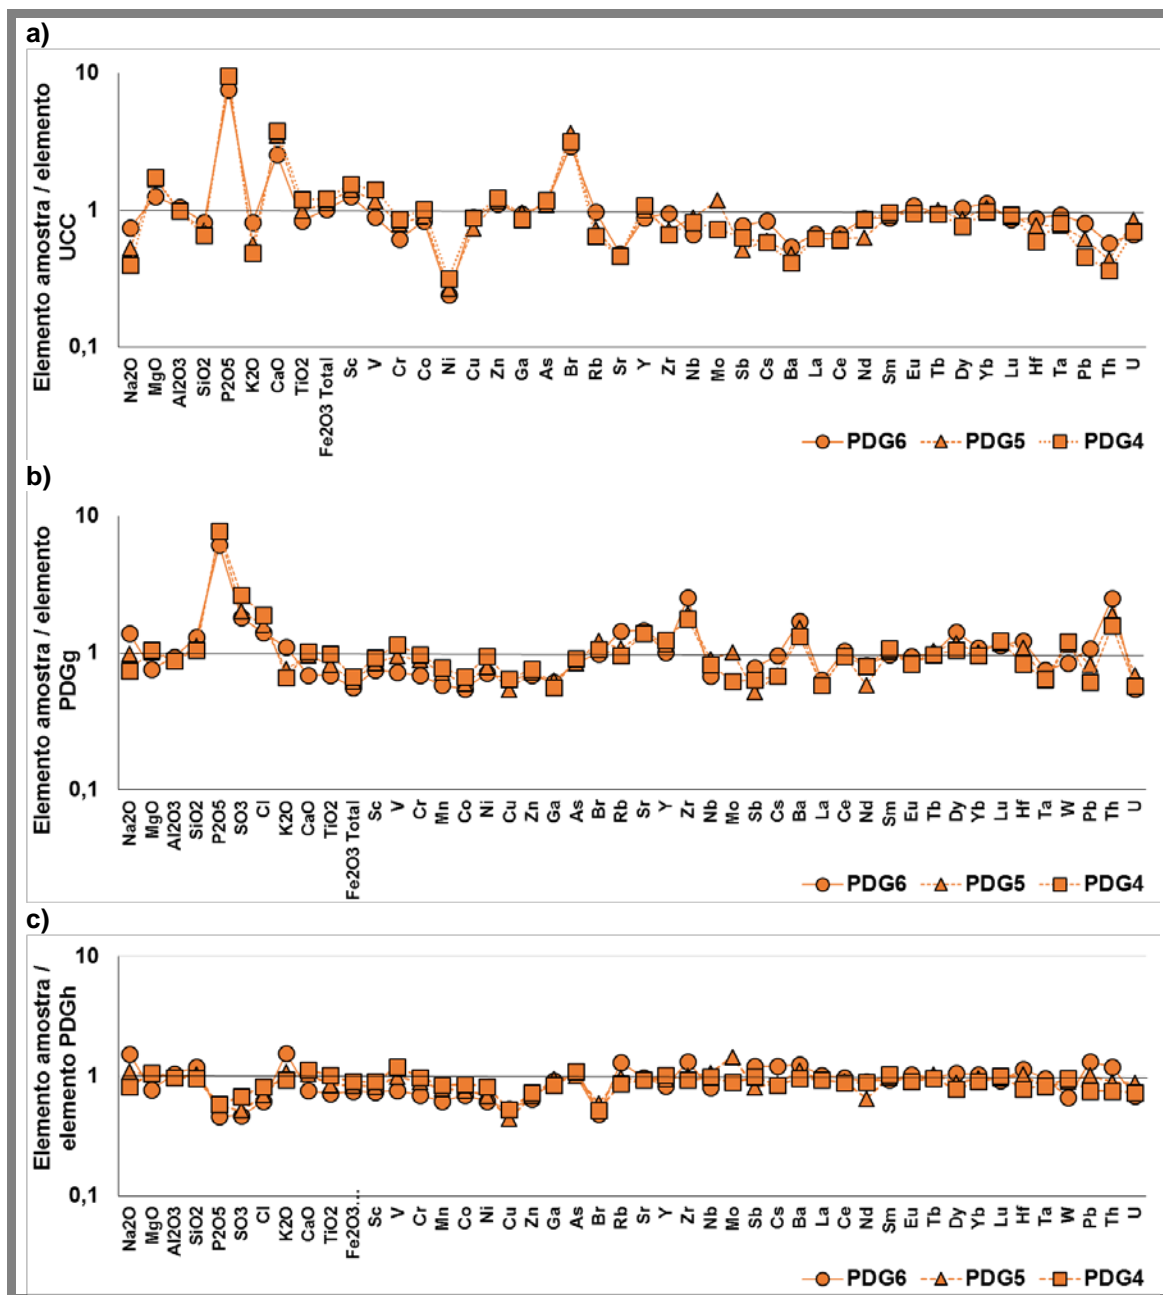 a)
Elemento amostra / elemento
UCC
10
1
0,1
Na2O MgO Al2O3 SiO2 P2O5 K2O CaO TiO2 Fe2O3 Total Sc V Cr Co Ni Cu Zn Ga As Br Rb Sr Y Zr Nb Mo Sb Cs Ba La Ce Nd Sm Eu Tb Dy Yb Lu Hf Ta Pb Th U
PDG6 PDG5 PDG4
b)
Elemento amostra / elemento
PDGg
10
1
0,1
Na2O MgO Al2O3 SiO2 P2O5 SO3 Cl K2O CaO TiO2 Fe2O3 Total Sc V Cr Mn Co Ni Cu Zn Ga As Br Rb Sr Y Zr Nb Mo Sb Cs Ba La Ce Nd Sm Eu Tb Dy Yb Lu Hf Ta W Pb Th U
PDG6 PDG5 PDG4
c)
Elemento amostra /
elemento PDGh
10
1
0,1
Na2O MgO Al2O3 SiO2 P2O5 SO3 Cl K2O CaO TiO2 Fe2O3... Sc V Cr Mn Co Ni Cu Zn Ga As Br Rb Sr Y Zr Nb Mo Sb Cs Ba La Ce Nd Sm Eu Tb Dy Yb Lu Hf Ta W Pb Th U
PDG6 PDG5 PDG4